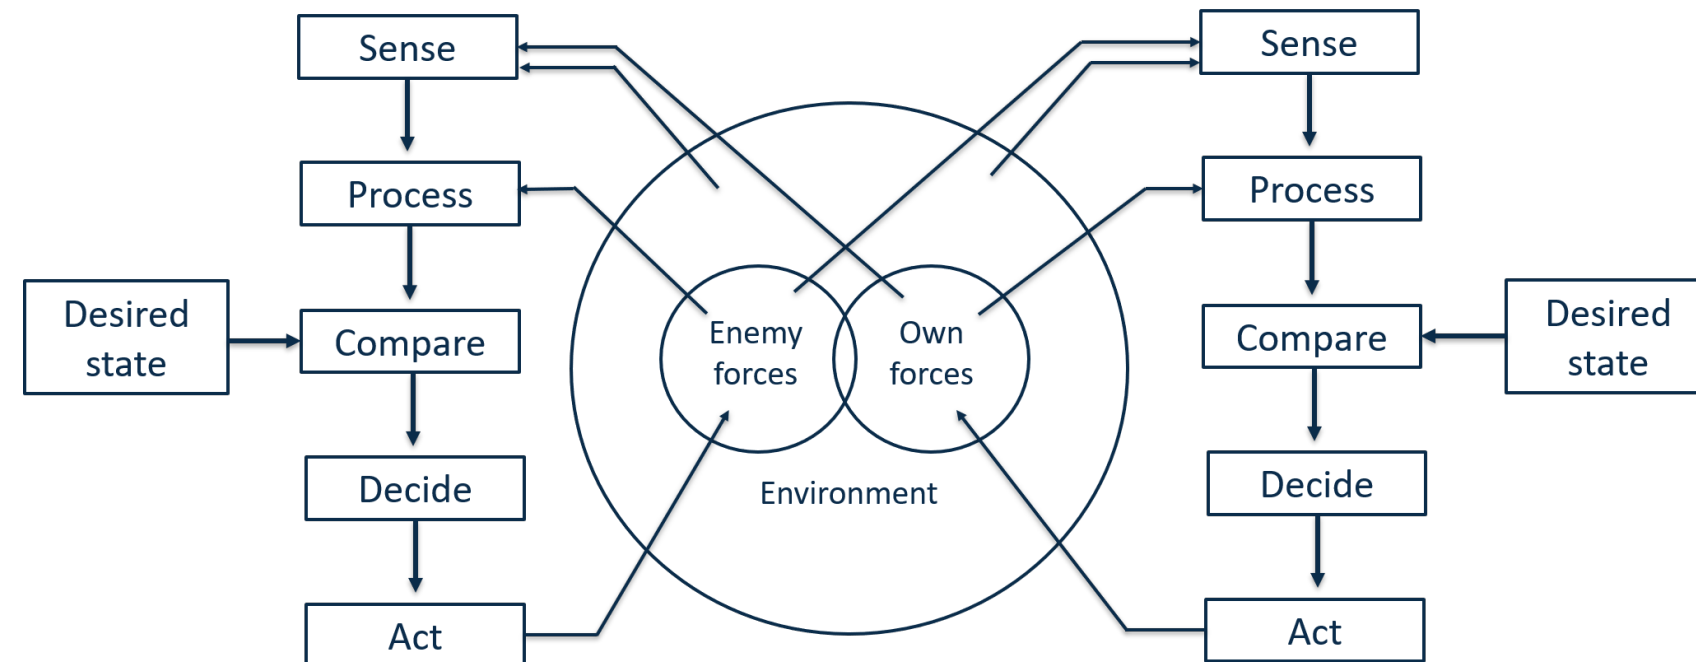 Sense
Process
Desired
state
Compare
Decide
Act
Enemy
forces
Own
forces
Environment
Sense
Process
Compare
Desired
state
Decide
Act